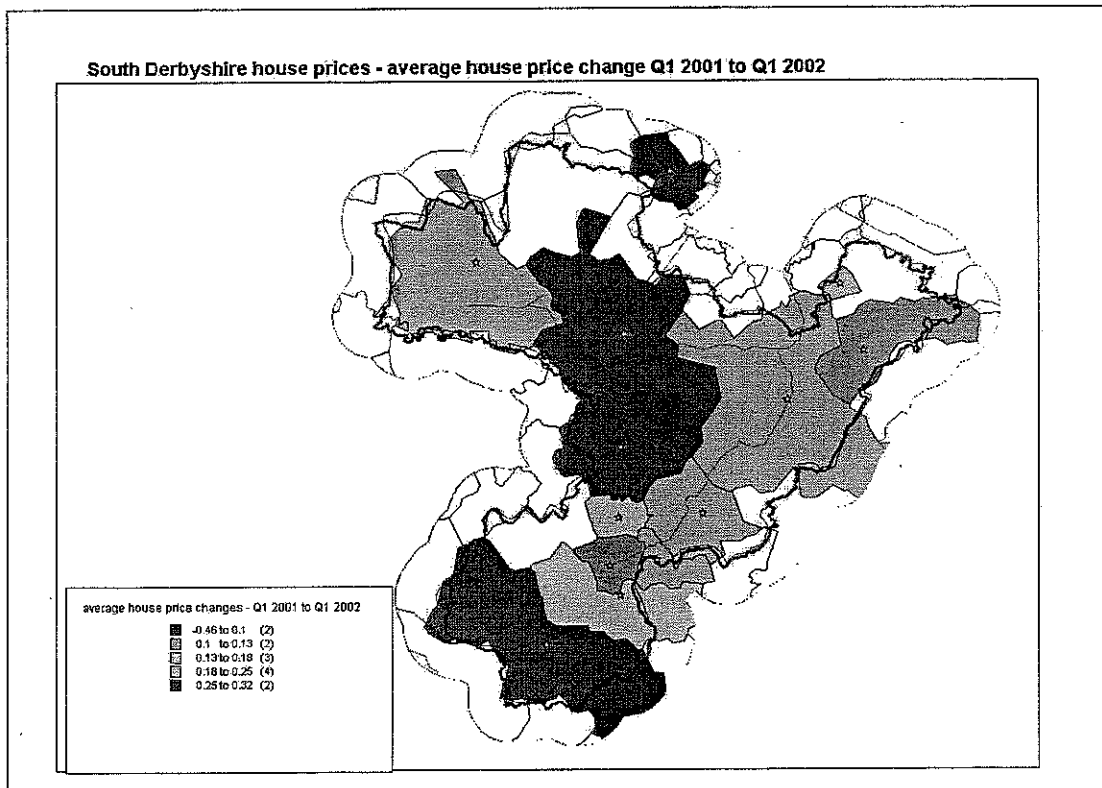 South Derbyshire house prices - average house price change Q1 2001 to Q1 2002
average house price changes - Q1 2001 to Q1 2002
-0.46 to 0.1 (2)
0.1 to 0.13 (2)
0.13 to 0.18 (3)
0.18 to 0.25 (4)
0.25 to 0.32 (2)